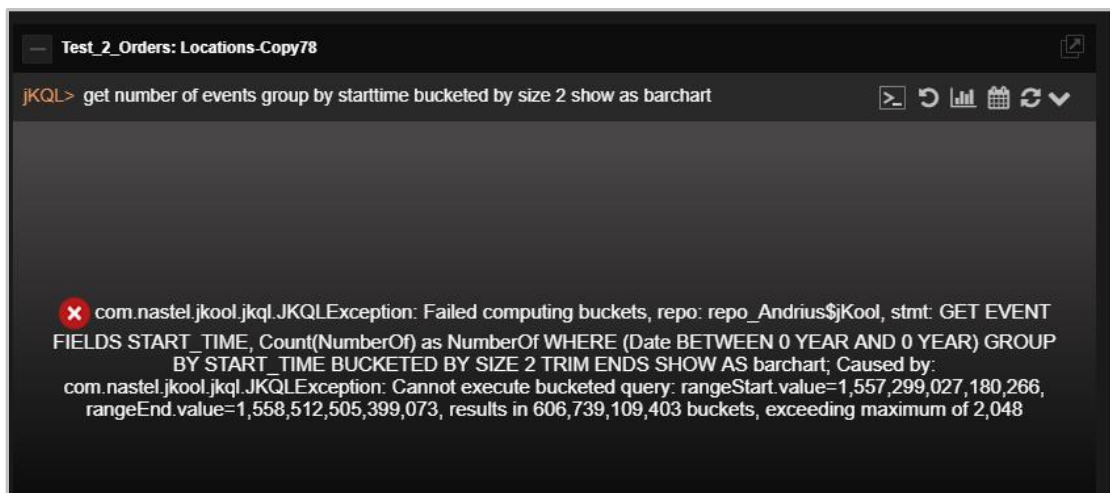 Test_2_Orders: Locations-Copy78
jKQL> get number of events group by starttime bucketed by size 2 show as barchart
com.nastel.jkool.jkql.JKQLException: Failed computing buckets, repo: repo_Andrius$jKool, stmt: GET EVENT
FIELDS START_TIME, Count(NumberOf) as NumberOf WHERE (Date BETWEEN 0 YEAR AND 0 YEAR) GROUP
BY START_TIME BUCKETED BY SIZE 2 TRIM ENDS SHOW AS barchart; Caused by:
com.nastel.jkool.jkql.JKQLException: Cannot execute bucketed query: rangeStart.value=1,557,299,027,180,266,
rangeEnd.value=1,558,512,505,399,073, results in 606,739,109,403 buckets, exceeding maximum of 2,048